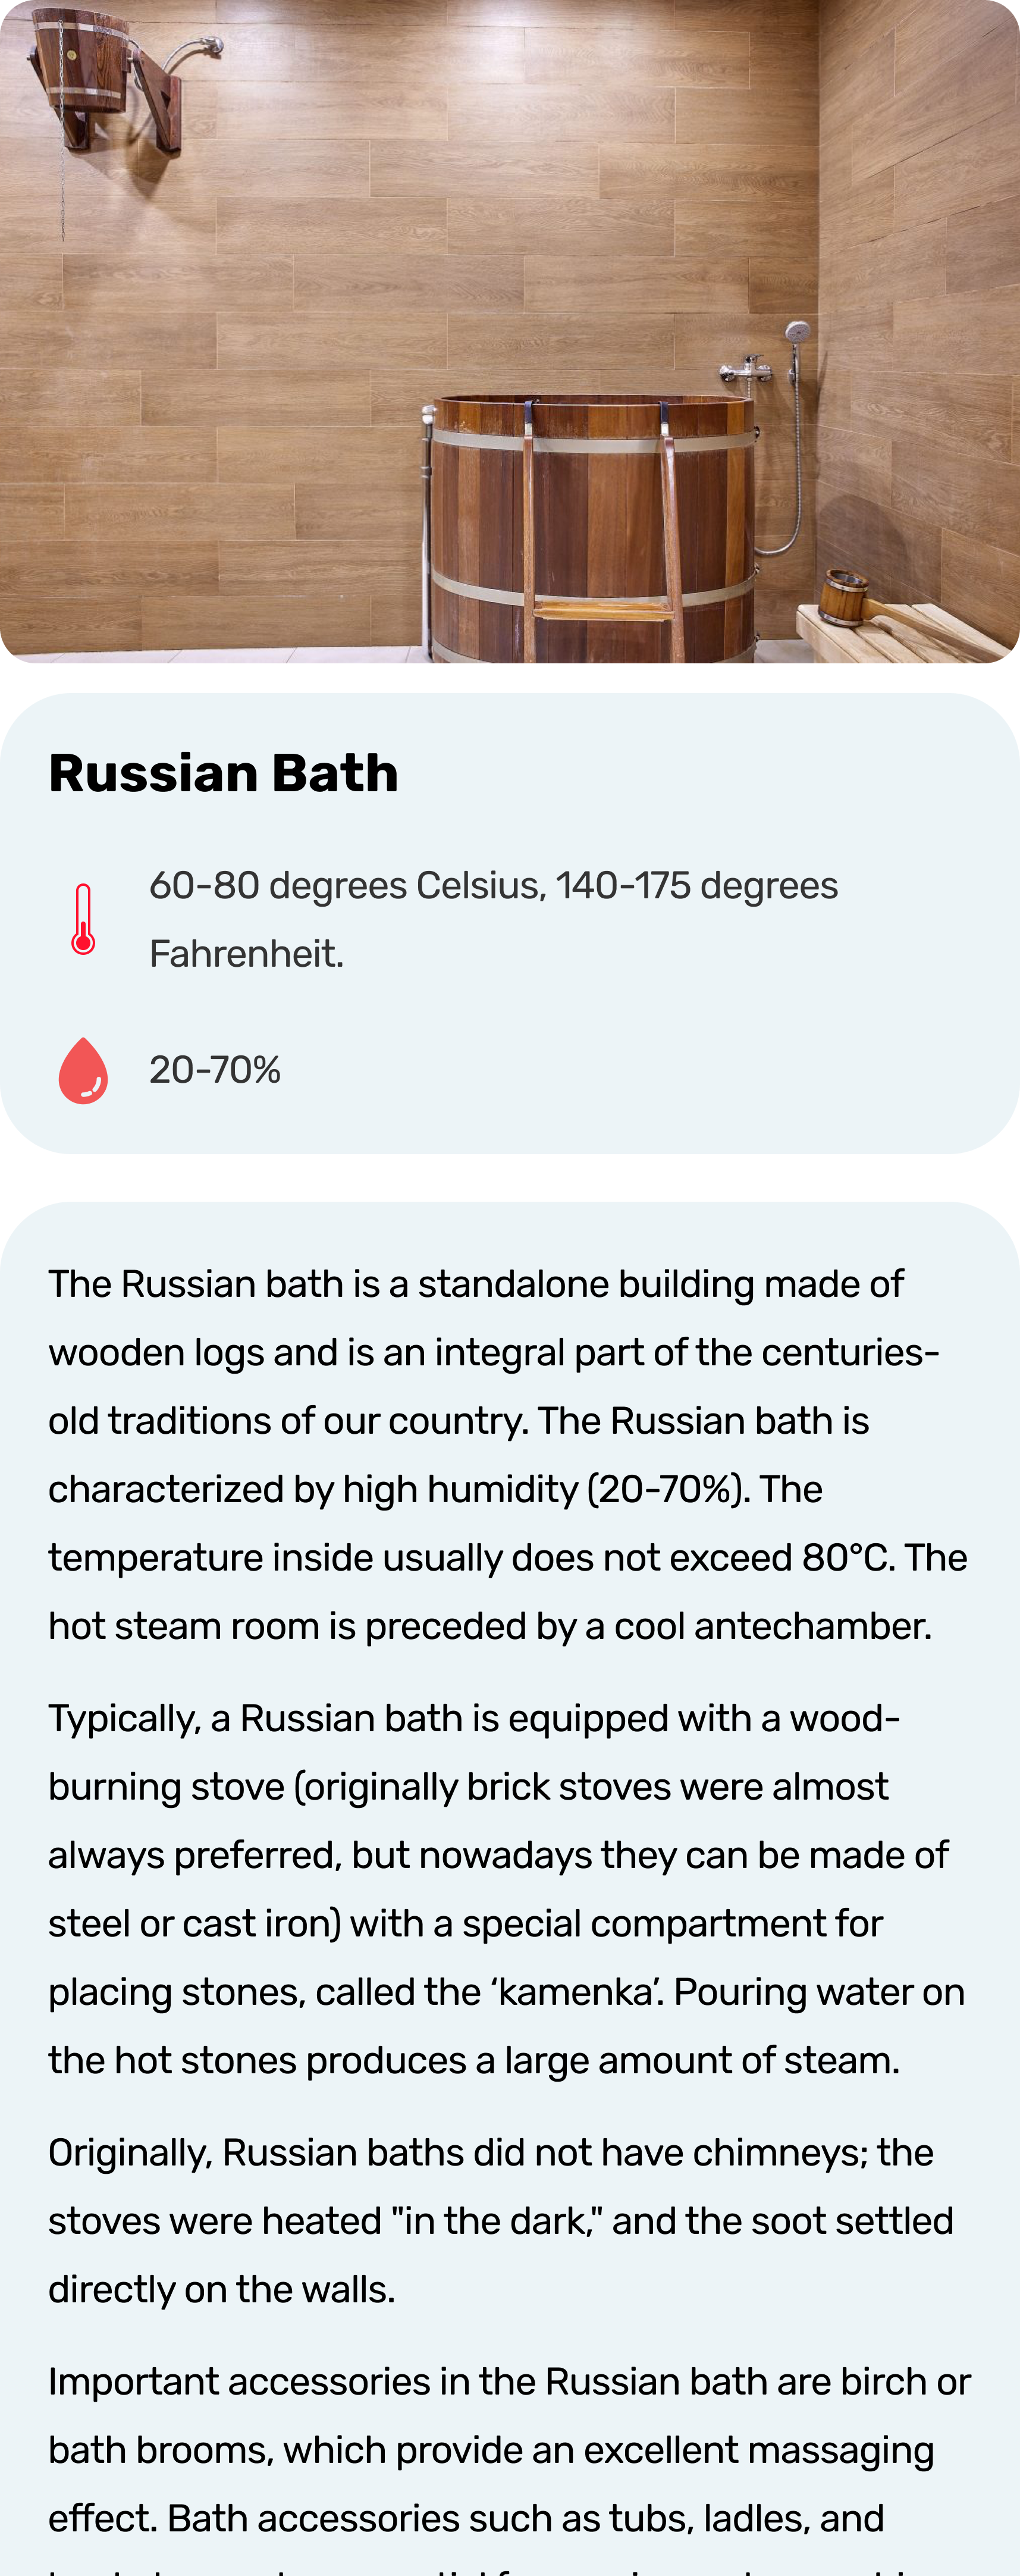 Russian Bath
60-80 degrees Celsius, 140-175 degrees
Fahrenheit.
20-70%
The Russian bath is a standalone building made of
wooden logs and is an integral part of the centuries-
old traditions of our country. The Russian bath is
characterized by high humidity (20-70%). The
temperature inside usually does not exceed 80°C. The
hot steam room is preceded by a cool antechamber.
Typically, a Russian bath is equipped with a wood-
burning stove (originally brick stoves were almost
always preferred, but nowadays they can be made of
steel or cast iron) with a special compartment for
placing stones, called the ‘kamenka’. Pouring water on
the hot stones produces a large amount of steam.
Originally, Russian baths did not have chimneys; the
stoves were heated "in the dark," and the soot settled
directly on the walls.
Important accessories in the Russian bath are birch or
bath brooms, which provide an excellent massaging
effect. Bath accessories such as tubs, ladles, and